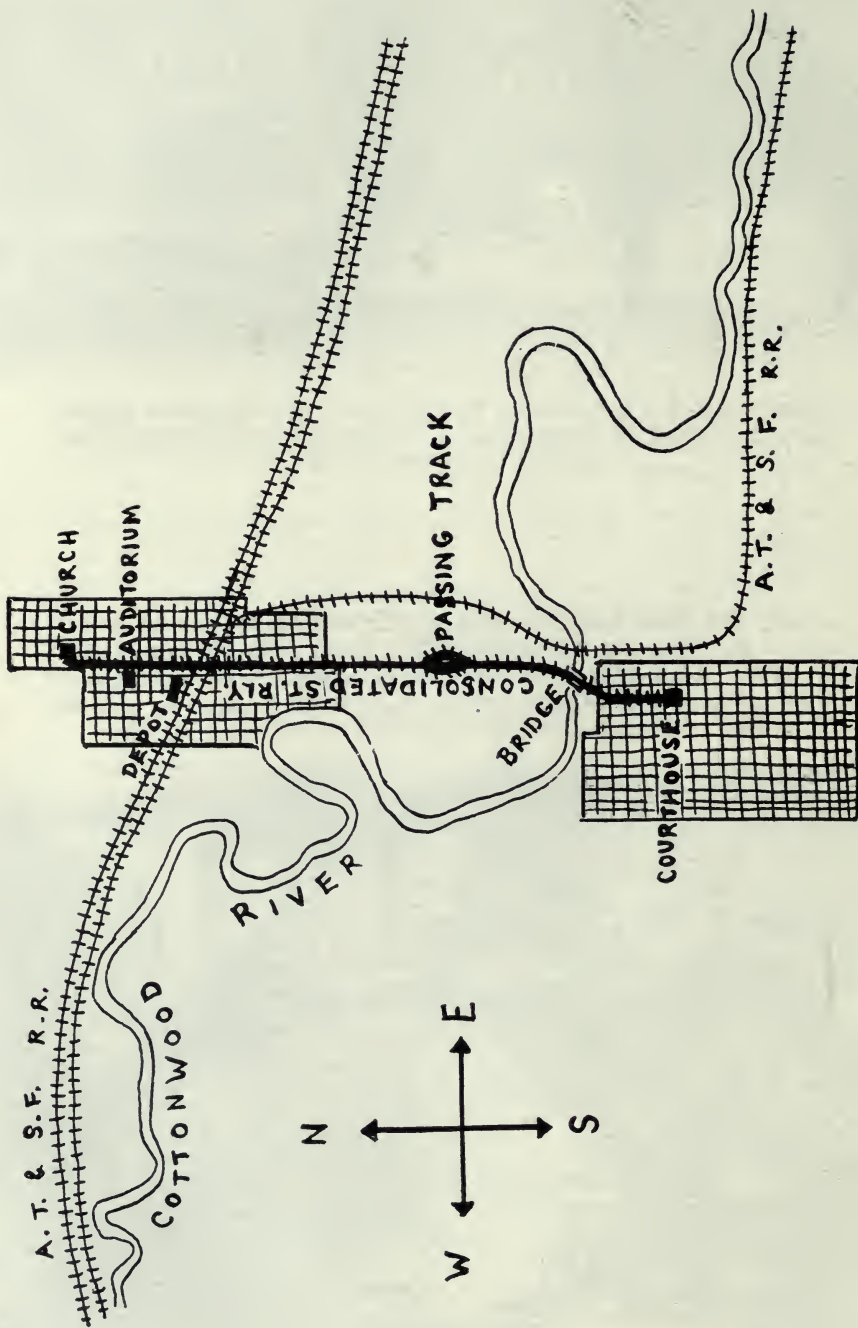 A.T. & S.F. R.R.
CHURCH
AUDITORIUM
DEPOT
COTTONWOOD
RIVER
CONSOLIDATED ST. RLY
PASSING TRACK
BRIDGE
COURTHOUSE
A.T. & S.F. R.R.
N
W
E
S